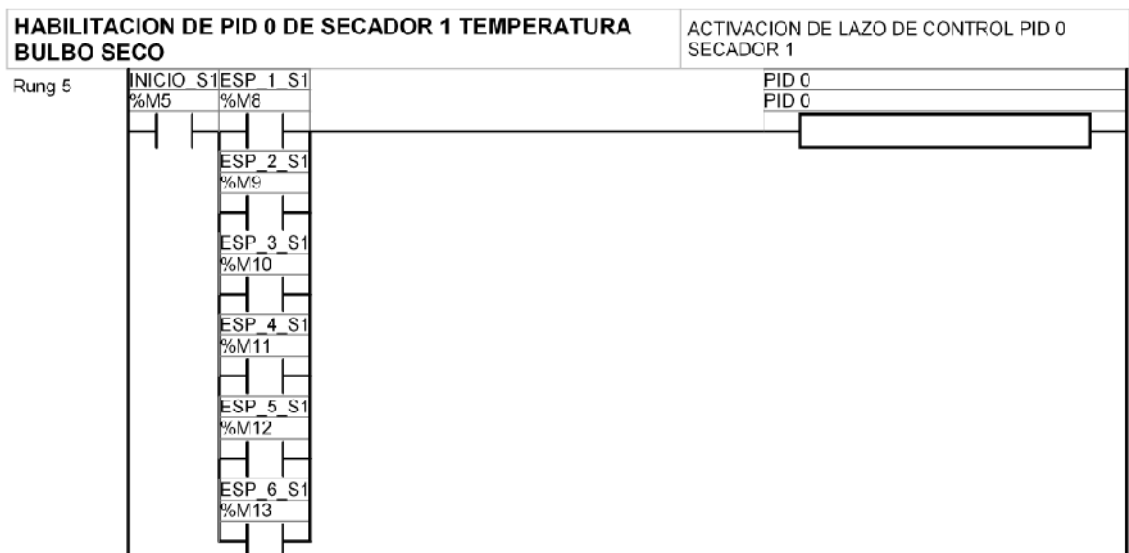 HABILITACION DE PID 0 DE SECADOR 1 TEMPERATURA
BULBO SECO
ACTIVACION DE LAZO DE CONTROL PID 0
SECADOR 1
Rung 5
INICIO_S1
%M5
ESP_1_S1
%M8
PID 0
PID 0
ESP_2_S1
%M9
ESP_3_S1
%M10
ESP_4_S1
%M11
ESP_5_S1
%M12
ESP_6_S1
%M13